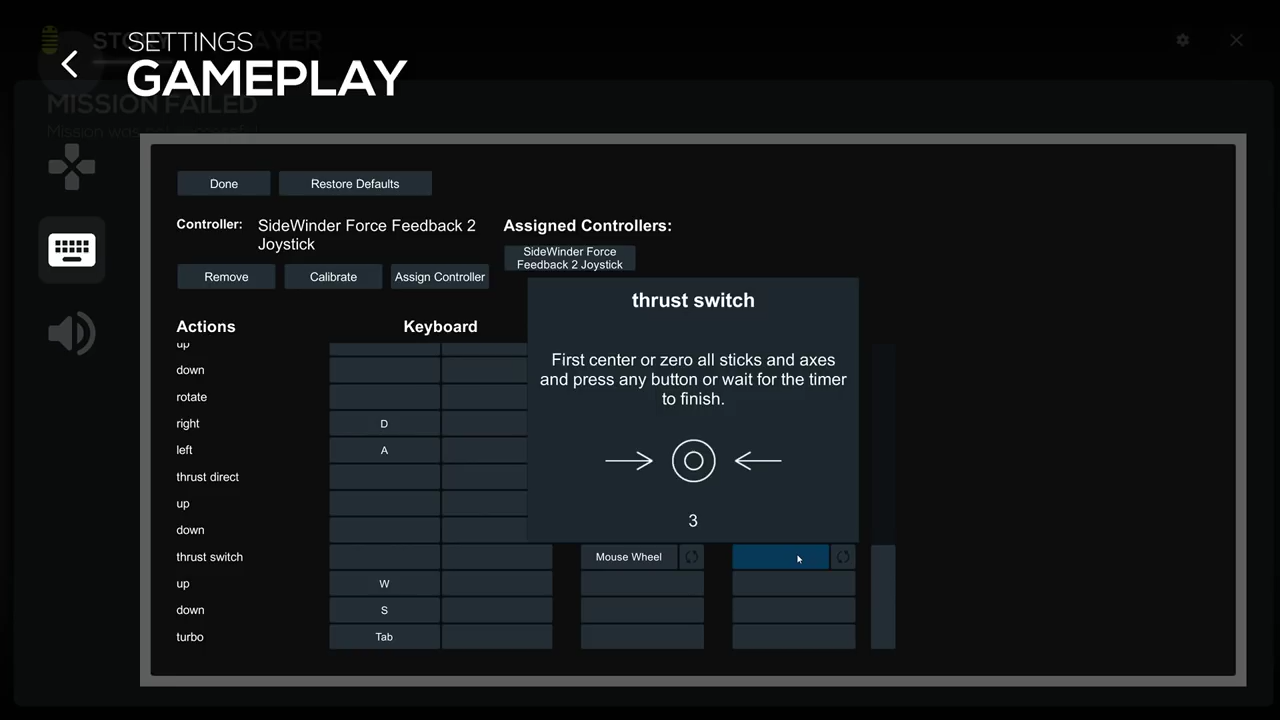 SETTINGS
GAMEPLAY
MISSION FAILED
Done
Restore Defaults
Controller:
SideWinder Force Feedback 2
Joystick
Assigned Controllers:
SideWinder Force
Feedback 2 Joystick
Remove
Calibrate
Assign Controller
thrust switch
First center or zero all sticks and axes
and press any button or wait for the timer
to finish.
3
Actions
Keyboard
up
down
rotate
right D
left A
thrust direct
up
down
thrust switch Mouse Wheel
up W
down S
turbo Tab